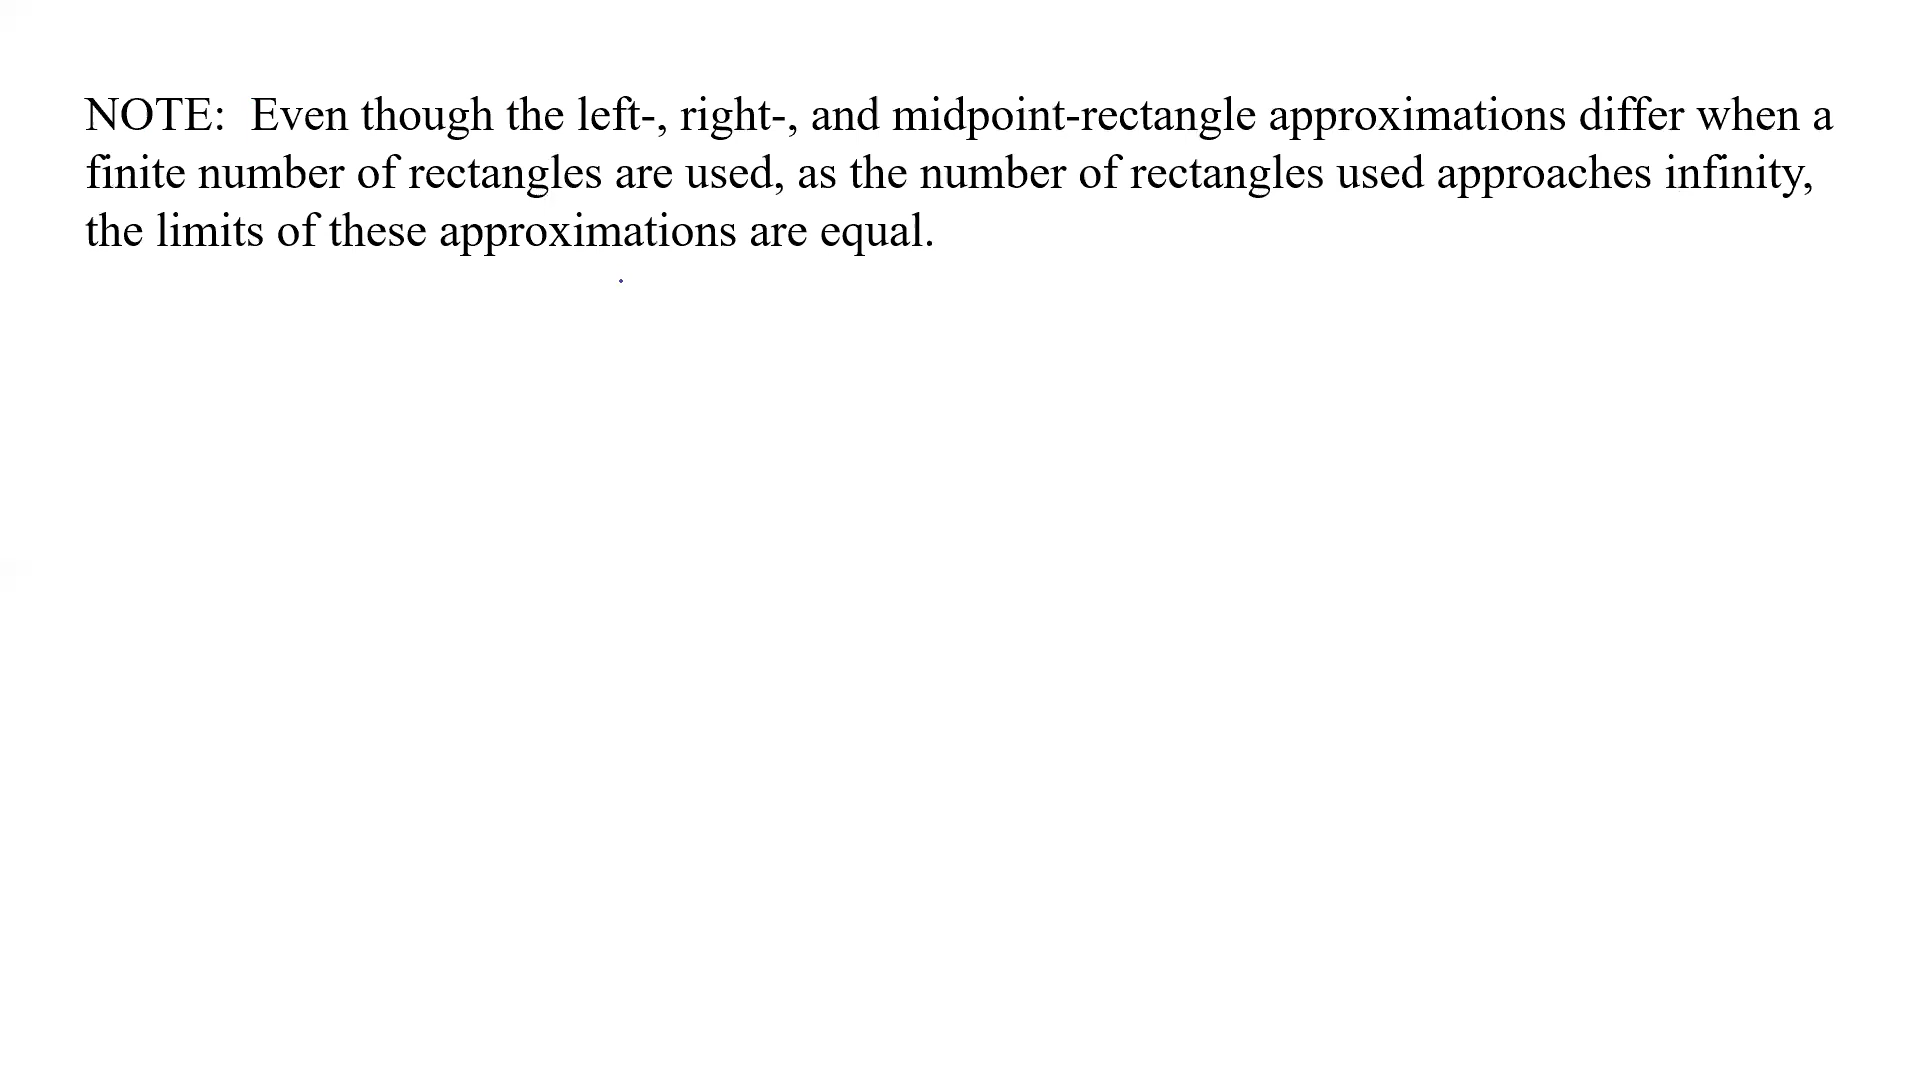 NOTE:  Even though the left-, right-, and midpoint-rectangle approximations differ when a
finite number of rectangles are used, as the number of rectangles used approaches infinity,
the limits of these approximations are equal.